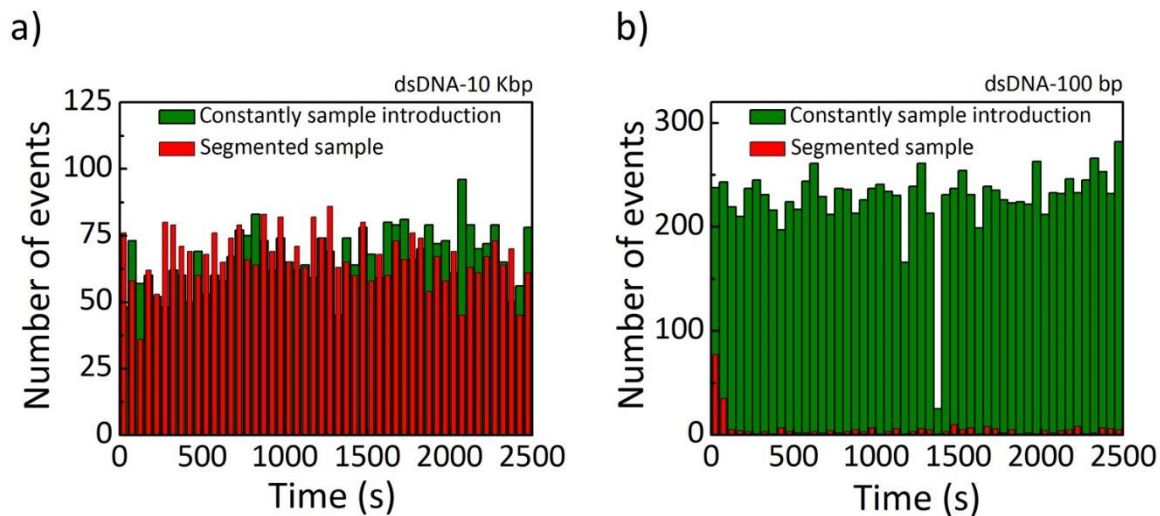 a)
dsDNA-10 Kbp
Constantly sample introduction
Segmented sample
125
100
75
50
25
0
Number of events
0 500 1000 1500 2000 2500
Time (s)
b)
dsDNA-100 bp
Constantly sample introduction
Segmented sample
300
200
100
0
Number of events
0 500 1000 1500 2000 2500
Time (s)